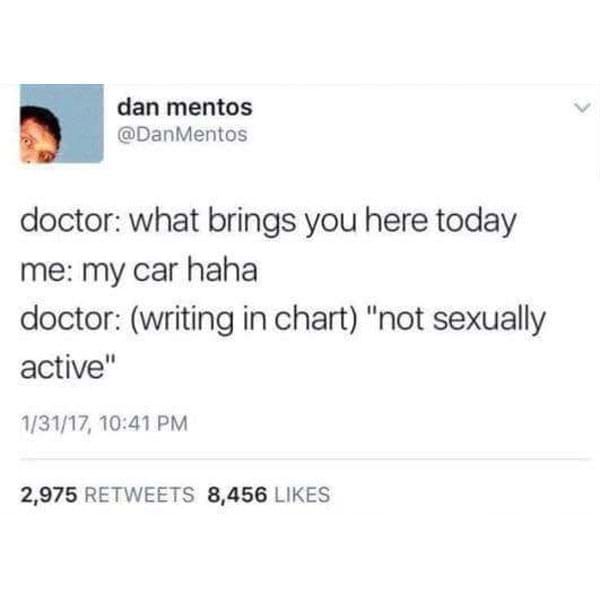 dan mentos
@DanMentos
doctor: what brings you here today
me: my car haha
doctor: (writing in chart) "not sexually
active"
1/31/17, 10:41 PM
2,975 RETWEETS 8,456 LIKES